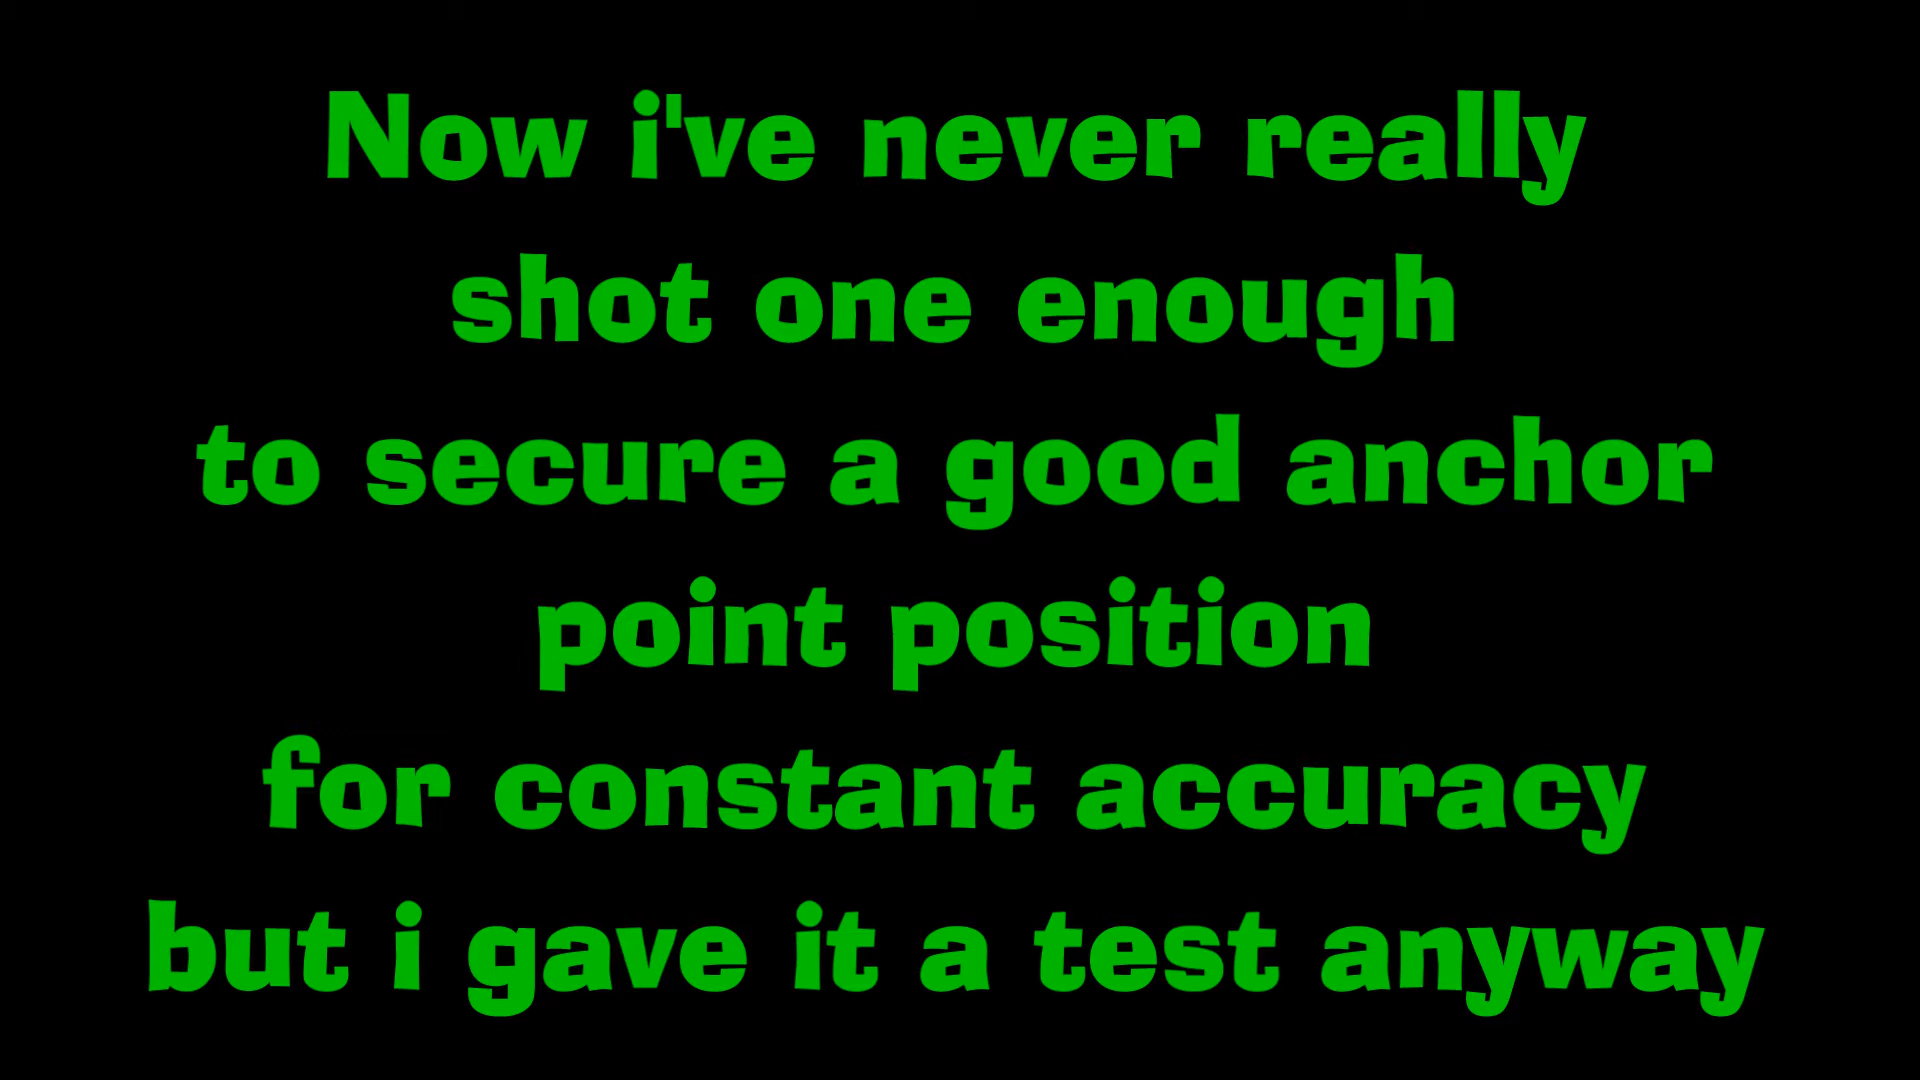 Now i've never really
shot one enough
to secure a good anchor
point position
for constant accuracy
but i gave it a test anyway